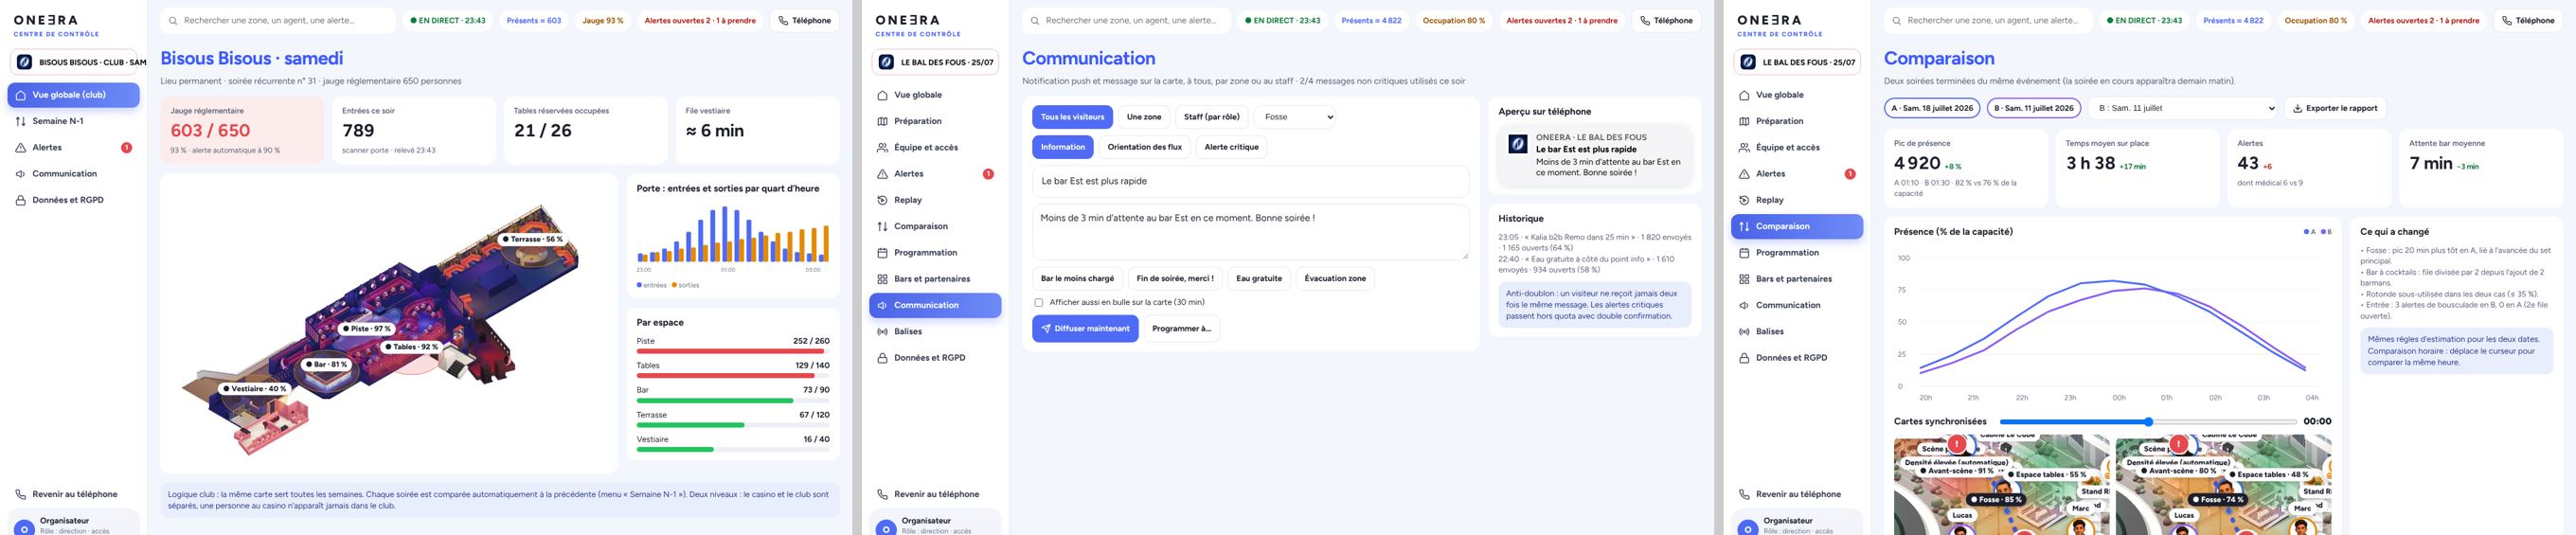 ONEƎRA
CENTRE DE CONTRÔLE
BISOUS BISOUS · CLUB · SAM
Vue globale (club)
Semaine N-1
Alertes
1
Communication
Données et RGPD
Revenir au téléphone
O
Organisateur
Rôle : direction · accès
Rechercher une zone, un agent, une alerte...
EN DIRECT · 23:43
Présents ≈ 603
Jauge 93 %
Alertes ouvertes 2 · 1 à prendre
Téléphone
Bisous Bisous · samedi
Lieu permanent · soirée récurrente n° 31 · jauge réglementaire 650 personnes
Jauge réglementaire
603 / 650
93 % · alerte automatique à 90 %
Entrées ce soir
789
scanner porte · relevé 23:43
Tables réservées occupées
21 / 26
File vestiaire
≈ 6 min
Terrasse · 56 %
Piste · 97 %
Tables · 92 %
Bar · 81 %
Vestiaire · 40 %
Porte : entrées et sorties par quart d'heure
23:00 01:00 03:00
entrées · sorties
Par espace
Piste 252 / 260
Tables 129 / 140
Bar 73 / 90
Terrasse 67 / 120
Vestiaire 16 / 40
Logique club : la même carte sert toutes les semaines. Chaque soirée est comparée automatiquement à la précédente (menu « Semaine N-1 »). Deux niveaux : le casino et le club sont
séparés, une personne au casino n'apparaît jamais dans le club.
ONEƎRA
CENTRE DE CONTRÔLE
LE BAL DES FOUS · 25/07
Vue globale
Préparation
Équipe et accès
Alertes
1
Replay
Comparaison
Programmation
Bars et partenaires
Communication
Balises
Données et RGPD
Revenir au téléphone
O
Organisateur
Rôle : direction · accès
Rechercher une zone, un agent, une alerte...
EN DIRECT · 23:43
Présents ≈ 4 822
Occupation 80 %
Alertes ouvertes 2 · 1 à prendre
Téléphone
Communication
Notification push et message sur la carte, à tous, par zone ou au staff · 2/4 messages non critiques utilisés ce soir
Tous les visiteurs
Une zone
Staff (par rôle)
Fosse
Information
Orientation des flux
Alerte critique
Le bar Est est plus rapide
Moins de 3 min d'attente au bar Est en ce moment. Bonne soirée !
Bar le moins chargé
Fin de soirée, merci !
Eau gratuite
Évacuation zone
Afficher aussi en bulle sur la carte (30 min)
Diffuser maintenant
Programmer à...
Aperçu sur téléphone
ONEERA · LE BAL DES FOUS
Le bar Est est plus rapide
Moins de 3 min d'attente au bar Est en
ce moment. Bonne soirée !
Historique
23:05 · « Kalia b2b Remo dans 25 min » · 1 820 envoyés
· 1 165 ouverts (64 %)
22:40 · « Eau gratuite à côté du point info » · 1 610
envoyés · 934 ouverts (58 %)
Anti-doublon : un visiteur ne reçoit jamais deux
fois le même message. Les alertes critiques
passent hors quota avec double confirmation.
ONEƎRA
CENTRE DE CONTRÔLE
LE BAL DES FOUS · 25/07
Vue globale
Préparation
Équipe et accès
Alertes
1
Replay
Comparaison
Programmation
Bars et partenaires
Communication
Balises
Données et RGPD
Revenir au téléphone
O
Organisateur
Rôle : direction · accès
Rechercher une zone, un agent, une alerte...
EN DIRECT · 23:43
Présents ≈ 4 822
Occupation 80 %
Alertes ouvertes 2 · 1 à prendre
Téléphone
Comparaison
Deux soirées terminées du même événement (la soirée en cours apparaîtra demain matin).
A · Sam. 18 juillet 2026
B · Sam. 11 juillet 2026
B : Sam. 11 juillet
Exporter le rapport
Pic de présence
4 920 +8 %
A 01:10 · B 01:30 · 82 % vs 76 % de la
capacité
Temps moyen sur place
3 h 38 +17 min
Alertes
43 +6
dont médical 6 vs 9
Attente bar moyenne
7 min -3 min
Présence (% de la capacité)
A B
100
75
50
25
0
20h 21h 22h 23h 00h 01h 02h 03h 04h
Cartes synchronisées
00:00
Densité élevée (automatique)
Avant-scène · 91 %
Espace tables · 55 %
Fosse · 85 %
Lucas
Marc
Densité élevée (automatique)
Avant-scène · 80 %
Espace tables · 48 %
Fosse · 74 %
Lucas
Marc
Ce qui a changé
• Fosse : pic 20 min plus tôt en A, lié à l'avancée du set
principal.
• Bar à cocktails : file divisée par 2 depuis l'ajout de 2
barmans.
• Rotonde sous-utilisée dans les deux cas (≤ 35 %).
• Entrée : 3 alertes de bousculade en B, 0 en A (2e file
ouverte).
Mêmes règles d'estimation pour les deux dates.
Comparaison horaire : déplace le curseur pour
comparer la même heure.